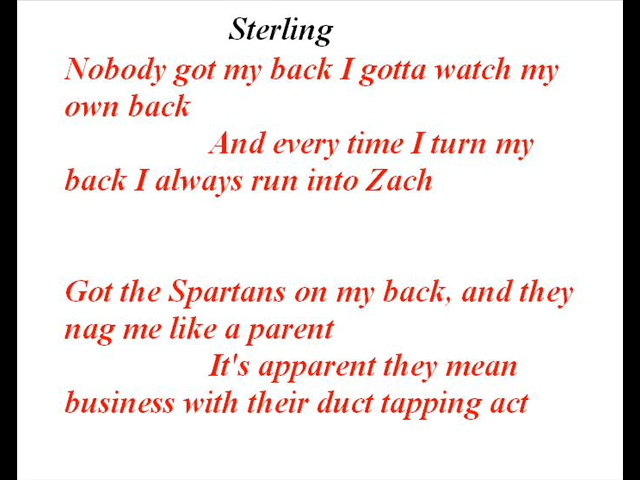 Sterling
Nobody got my back I gotta watch my
own back
And every time I turn my
back I always run into Zach
Got the Spartans on my back, and they
nag me like a parent
It's apparent they mean
business with their duct tapping act